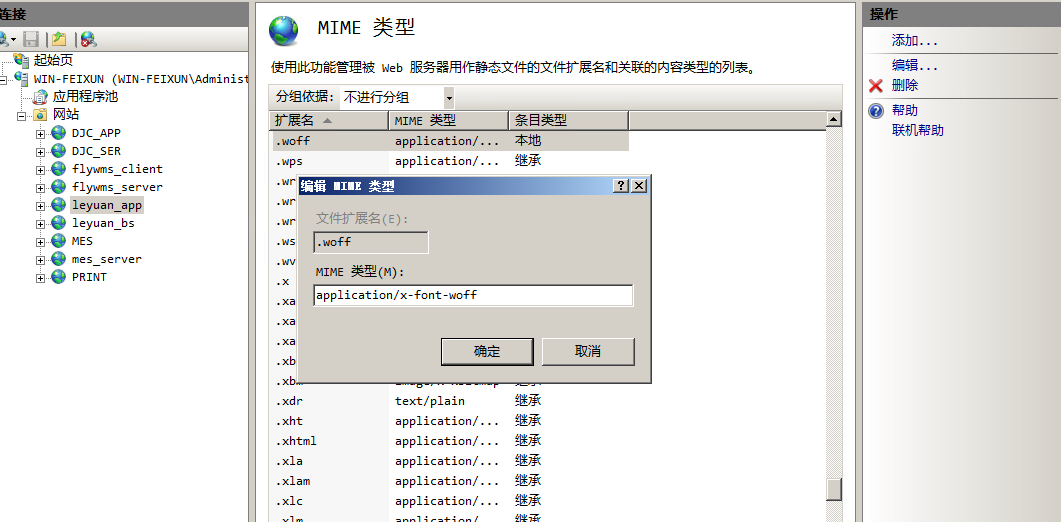 连接
起始页
WIN-FEIXUN (WIN-FEIXUN\Administ
应用程序池
网站
DJC_APP
DJC_SER
flywms_client
flywms_server
leyuan_app
leyuan_bs
MES
mes_server
PRINT
MIME 类型
使用此功能管理被 Web 服务器用作静态文件的文件扩展名和关联的内容类型的列表。
分组依据: 不进行分组
扩展名 MIME 类型 条目类型
.woff application/... 本地
.wps application/... 继承
.wr
.wr
.wr
.ws
.wv
.x
.xa
.xa
.xa
.xb
.xbm image/x-xbitmap 继承
.xdr text/plain 继承
.xht application/... 继承
.xhtml application/... 继承
.xla application/... 继承
.xlam application/... 继承
.xlc application/... 继承
.xlm application/... 继承
编辑 MIME 类型
文件扩展名(E):
.woff
MIME 类型(M):
application/x-font-woff
确定 取消
操作
添加...
编辑...
删除
帮助
联机帮助